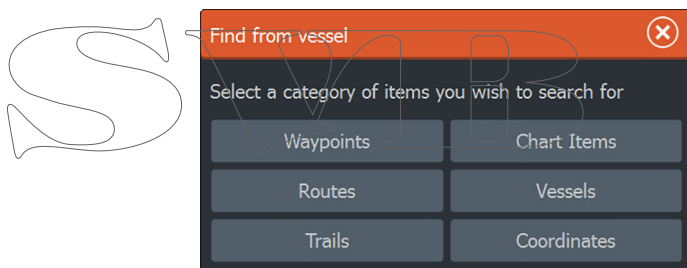 Find from vessel
Select a category of items you wish to search for
Waypoints
Chart Items
Routes
Vessels
Trails
Coordinates
SVB